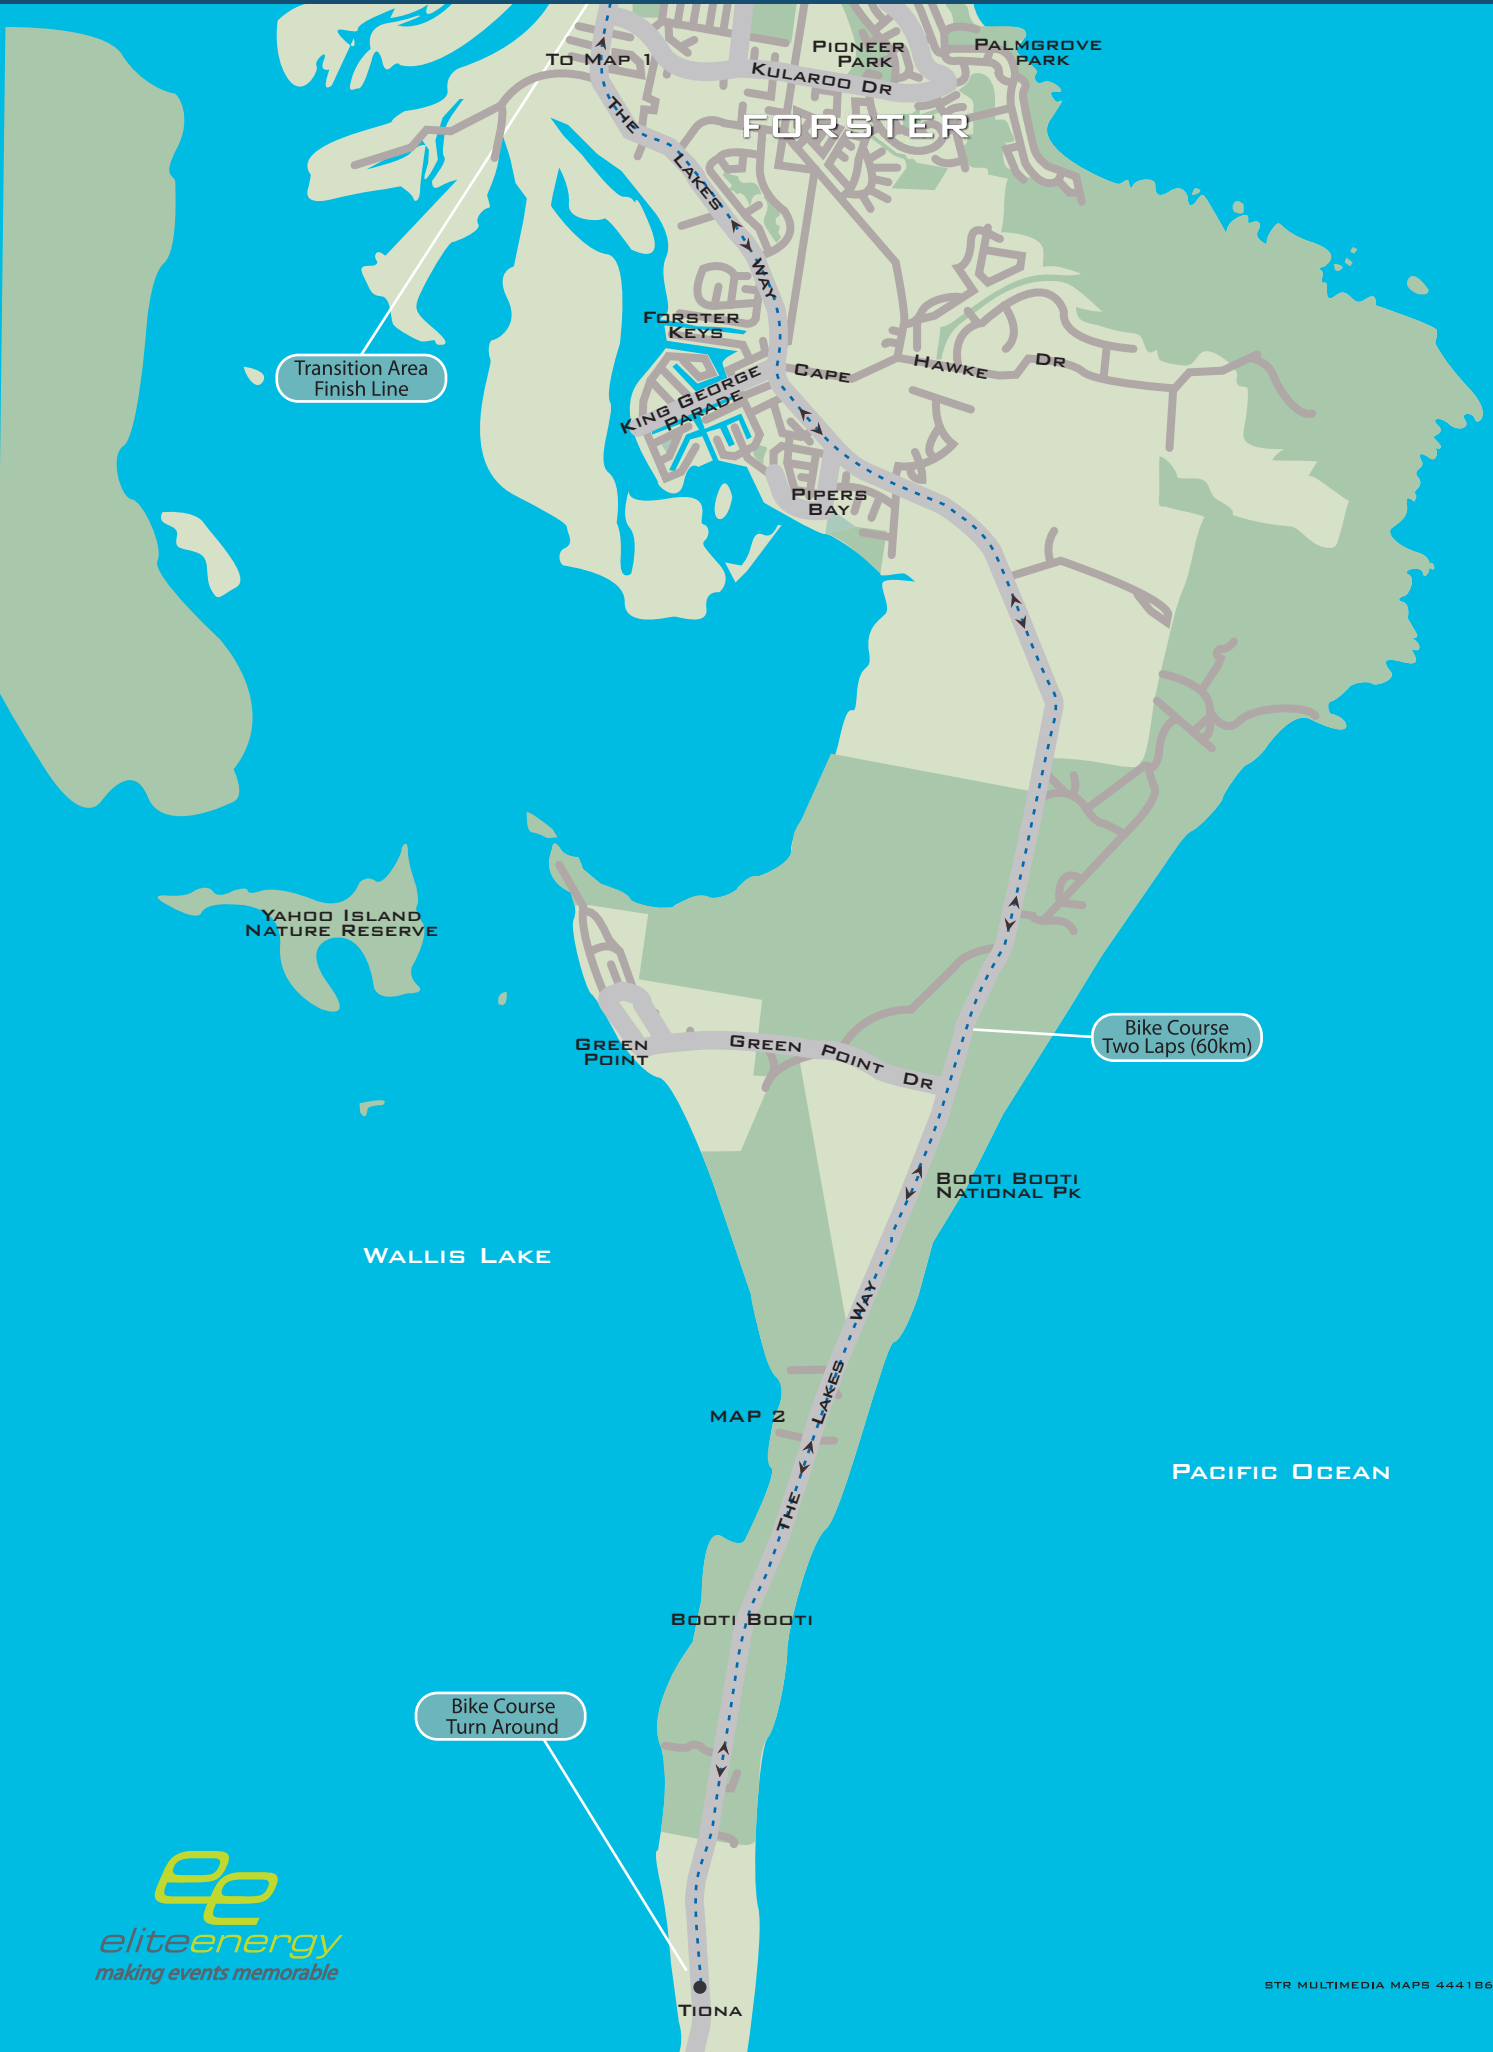 Pioneer
Park
Palmgrove
Park
To Map 1
Kularoo Dr
FORSTER
The
Lakes
Way
Forster
Keys
Transition Area
Finish Line
Cape
Hawke
Dr
King George
Parade
Pipers
Bay
Yahoo Island
Nature Reserve
Green
Point
Green Point Dr
Bike Course
Two Laps (60km)
Booti Booti
National Pk
Wallis Lake
The Lakes Way
MAP 2
Pacific Ocean
Booti Booti
Bike Course
Turn Around
ee
eliteenergy
making events memorable
Tiona
STR MULTIMEDIA MAPS 444186